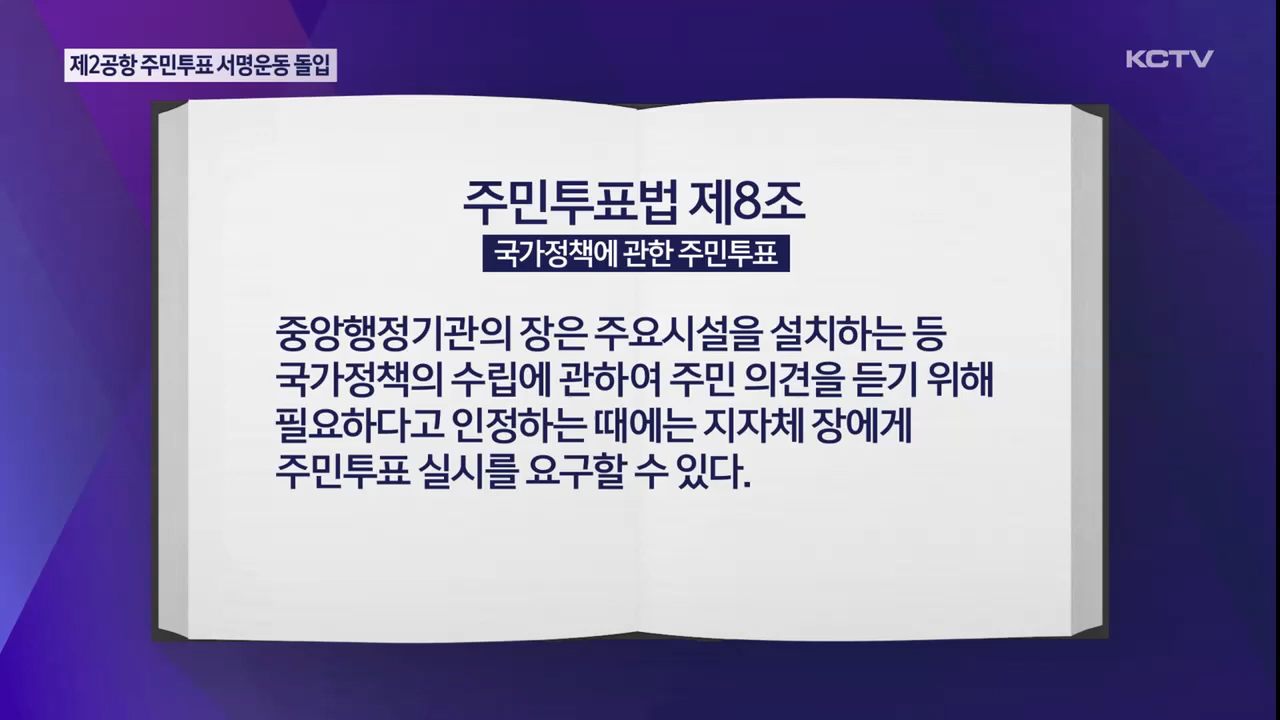 제2공항 주민투표 서명운동 돌입
KCTV
주민투표법 제8조
국가정책에 관한 주민투표
중앙행정기관의 장은 주요시설을 설치하는 등
국가정책의 수립에 관하여 주민 의견을 듣기 위해
필요하다고 인정하는 때에는 지자체 장에게
주민투표 실시를 요구할 수 있다.